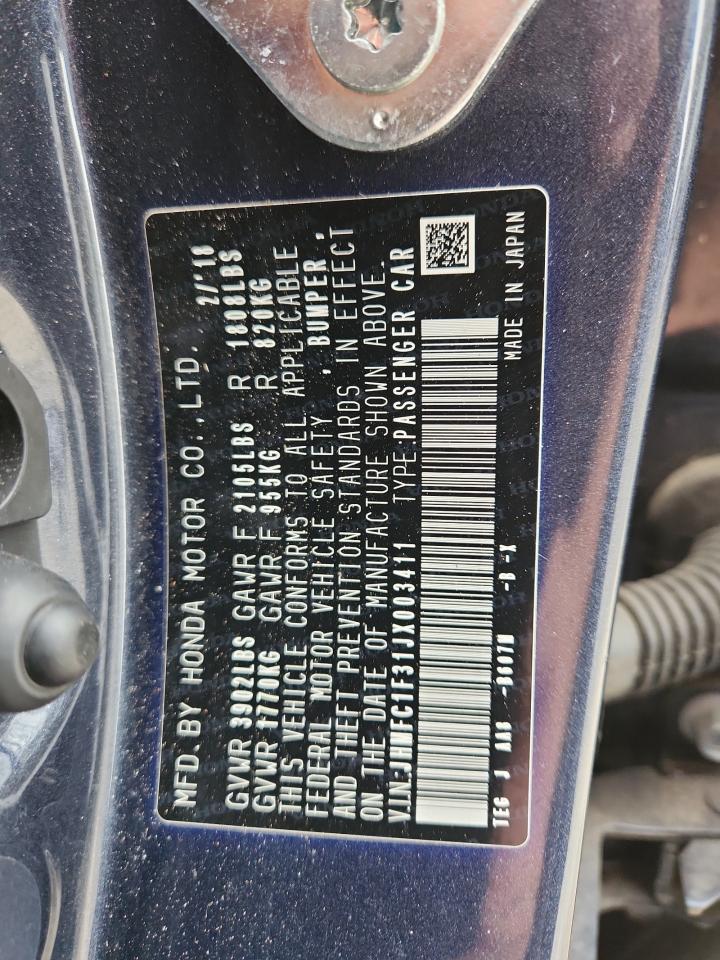 MFD. BY HONDA MOTOR CO., LTD. 2/'18
GVWR 3902LBS GAWR F 2105LBS R 1808LBS
GVWR 1770KG GAWR F 955KG R 820KG
THIS VEHICLE CONFORMS TO ALL APPLICABLE
FEDERAL MOTOR VEHICLE SAFETY , BUMPER ,
AND THEFT PREVENTION STANDARDS IN EFFECT
ON THE DATE OF MANUFACTURE SHOWN ABOVE.
V.IN: TYPE:PASSENGER CAR
TEG J -B -X MADE IN JAPAN